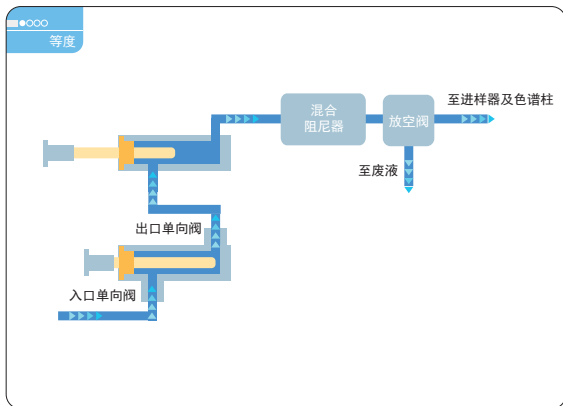 等度
混合
阻尼器
放空阀
至进样器及色谱柱
至废液
出口单向阀
入口单向阀